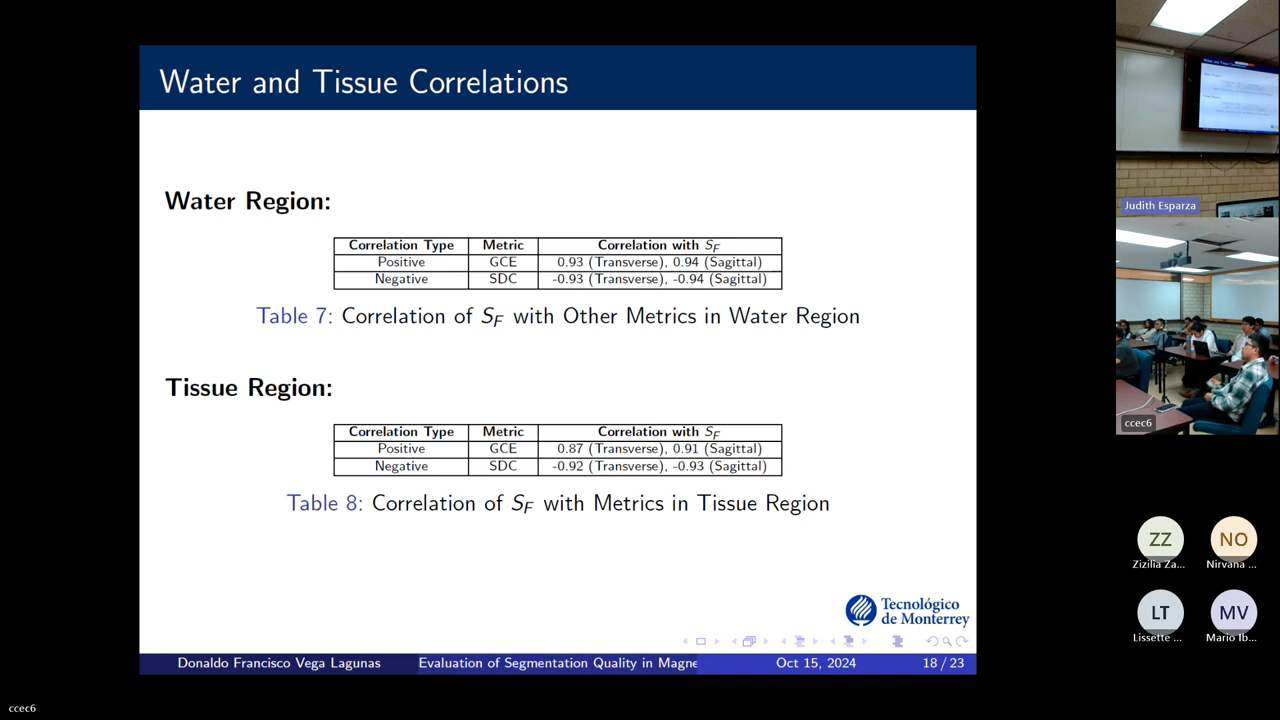 Water and Tissue Correlations
Water Region:
Correlation Type Metric Correlation with S_F
Positive GCE 0.93 (Transverse), 0.94 (Sagittal)
Negative SDC -0.93 (Transverse), -0.94 (Sagittal)
Table 7: Correlation of S_F with Other Metrics in Water Region
Tissue Region:
Correlation Type Metric Correlation with S_F
Positive GCE 0.87 (Transverse), 0.91 (Sagittal)
Negative SDC -0.92 (Transverse), -0.93 (Sagittal)
Table 8: Correlation of S_F with Metrics in Tissue Region
Tecnológico
de Monterrey
Donaldo Francisco Vega Lagunas Evaluation of Segmentation Quality in Magne Oct 15, 2024 18 / 23
Judith Esparza
ccec6
ZZ
Zizilia Za...
NO
Nirvana ...
LT
Lissette ...
MV
Mario Ib...
ccec6